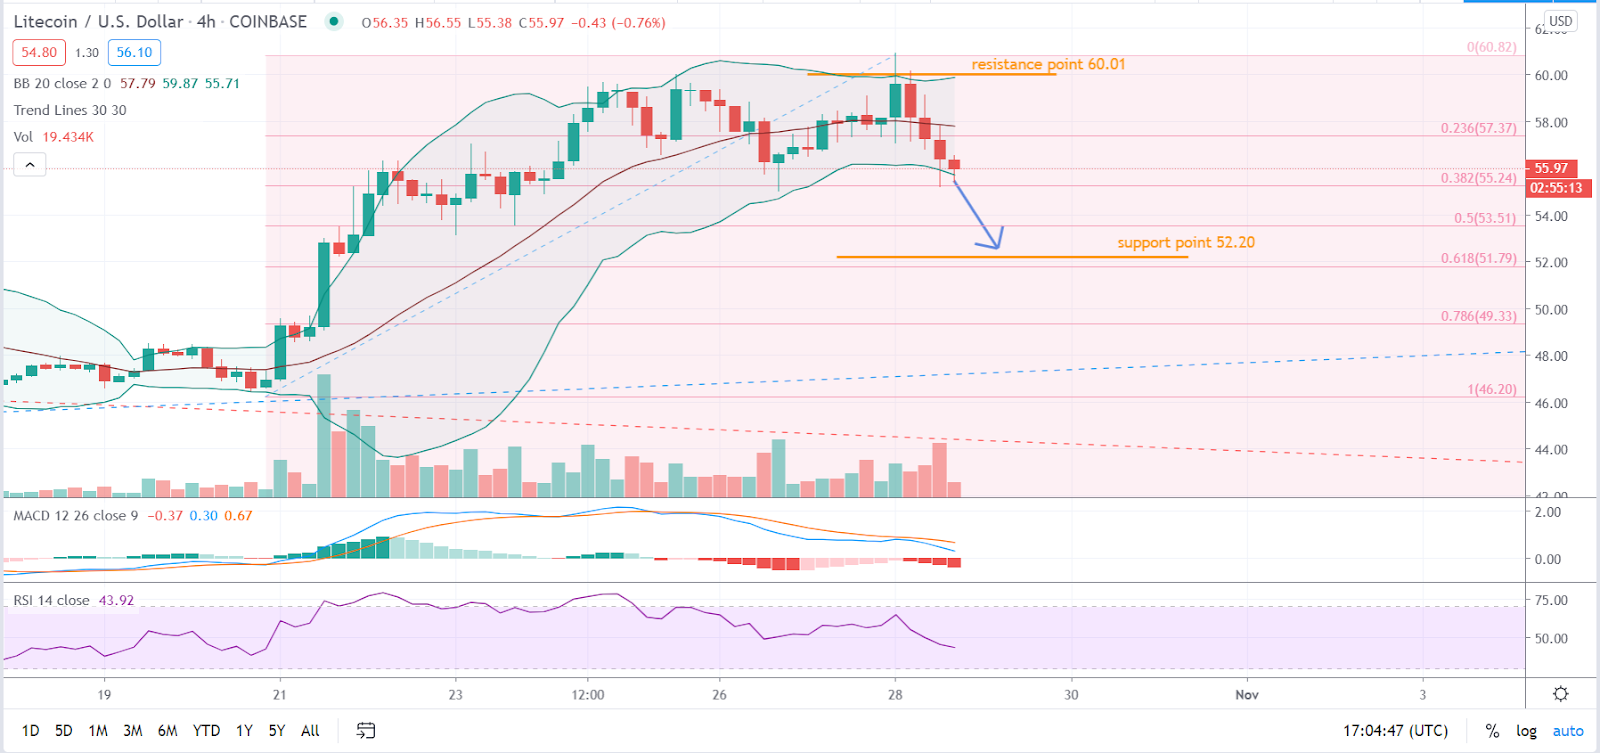 Litecoin / U.S. Dollar · 4h · COINBASE O56.35 H56.55 L55.38 C55.97 −0.43 (−0.76%)
54.80 1.30 56.10
BB 20 close 2 0 57.79 59.87 55.71
Trend Lines 30 30
Vol 19.434K
USD
0(60.82)
resistance point 60.01
60.00
58.00
0.236(57.37)
55.97
02:55:13
0.382(55.24)
54.00
0.5(53.51)
support point 52.20
0.618(51.79)
52.00
50.00
0.786(49.33)
48.00
1(46.20)
46.00
44.00
42.00
MACD 12 26 close 9 −0.37 0.30 0.67
2.00
0.00
RSI 14 close 43.92
75.00
50.00
19 21 23 12:00 26 28 30 Nov 3
1D 5D 1M 3M 6M YTD 1Y 5Y All 17:04:47 (UTC) % log auto